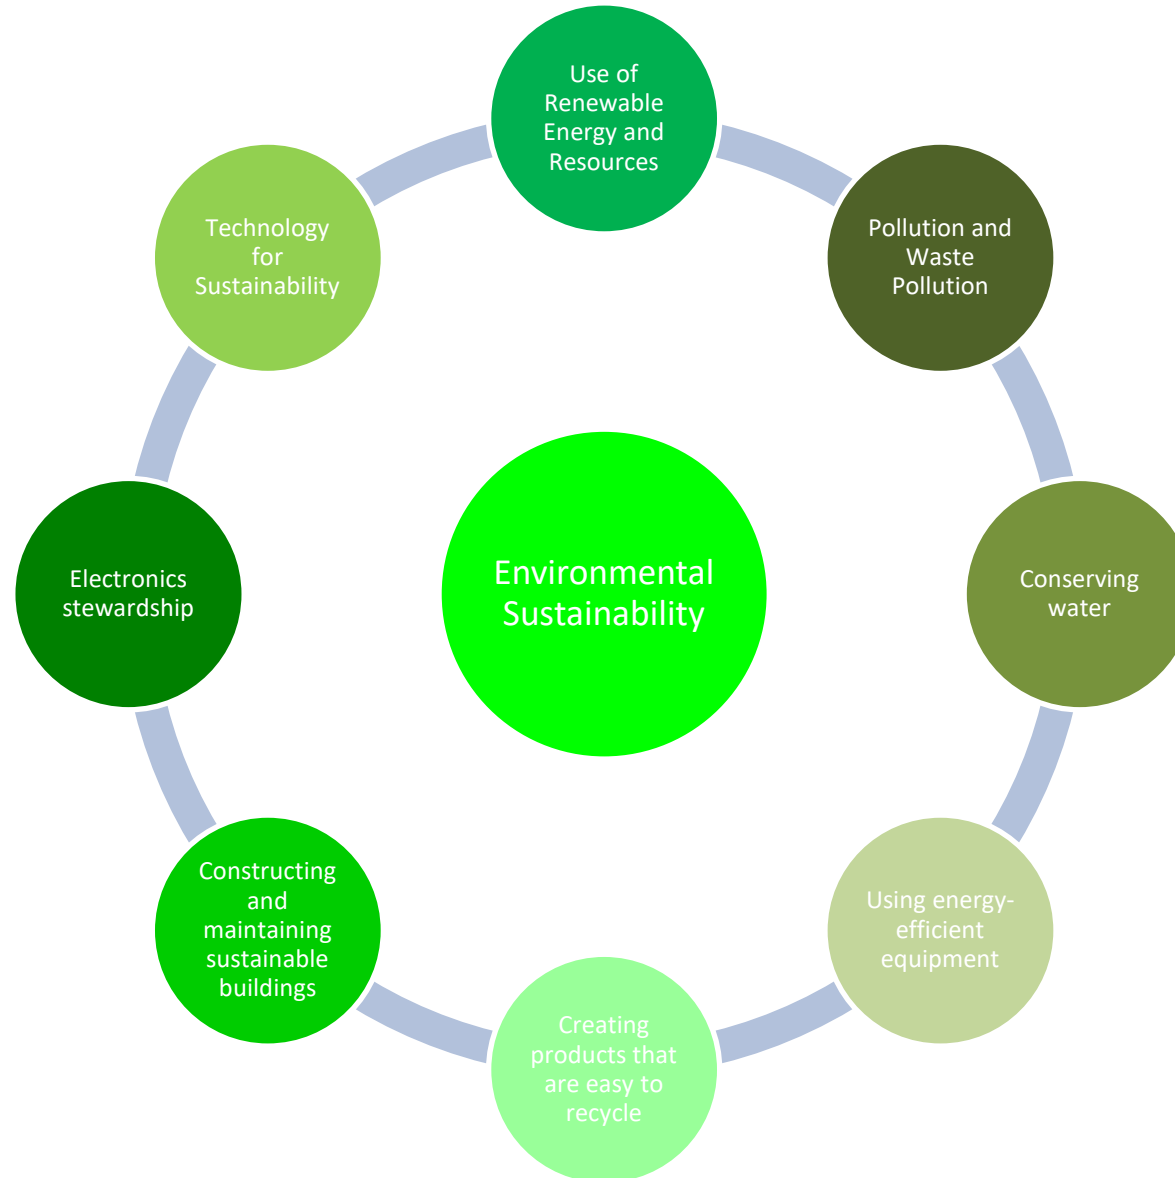 Use of
Renewable
Energy and
Resources
Pollution and
Waste
Pollution
Conserving
water
Using energy-
efficient
equipment
Creating
products that
are easy to
recycle
Constructing
and
maintaining
sustainable
buildings
Electronics
stewardship
Technology
for
Sustainability
Environmental
Sustainability